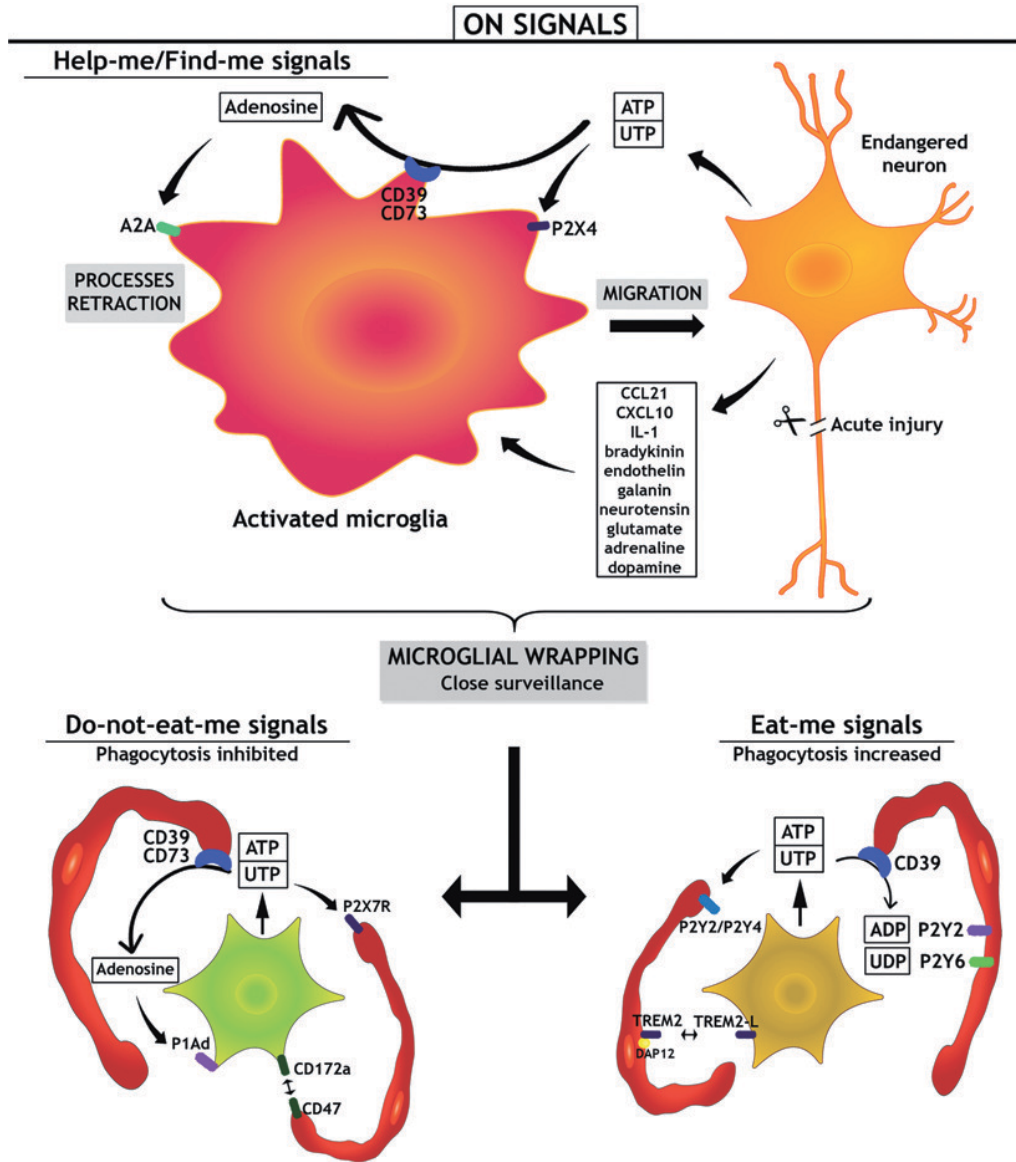 ON SIGNALS
Help-me/Find-me signals
Adenosine
ATP
UTP
Endangered
neuron
CD39
CD73
A2A
P2X4
PROCESSES
RETRACTION
MIGRATION
CCL21
CXCL10
IL-1
bradykinin
endothelin
galanin
neurotensin
glutamate
adrenaline
dopamine
Acute injury
Activated microglia
MICROGLIAL WRAPPING
Close surveillance
Do-not-eat-me signals
Phagocytosis inhibited
CD39
CD73
ATP
UTP
P2X7R
Adenosine
P1Ad
CD172a
CD47
Eat-me signals
Phagocytosis increased
ATP
UTP
CD39
P2Y2/P2Y4
ADP P2Y2
UDP P2Y6
TREM2 TREM2-L
DAP12